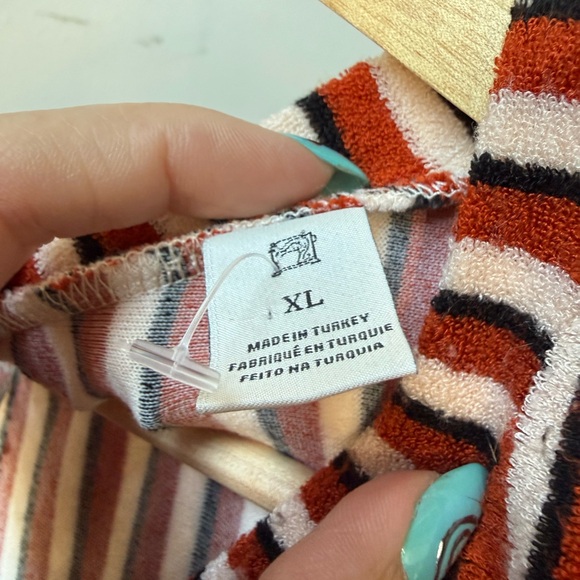 XL
MADE IN TURKEY
FABRIQUÉ EN TURQUIE
FEITO NA TURQUIA